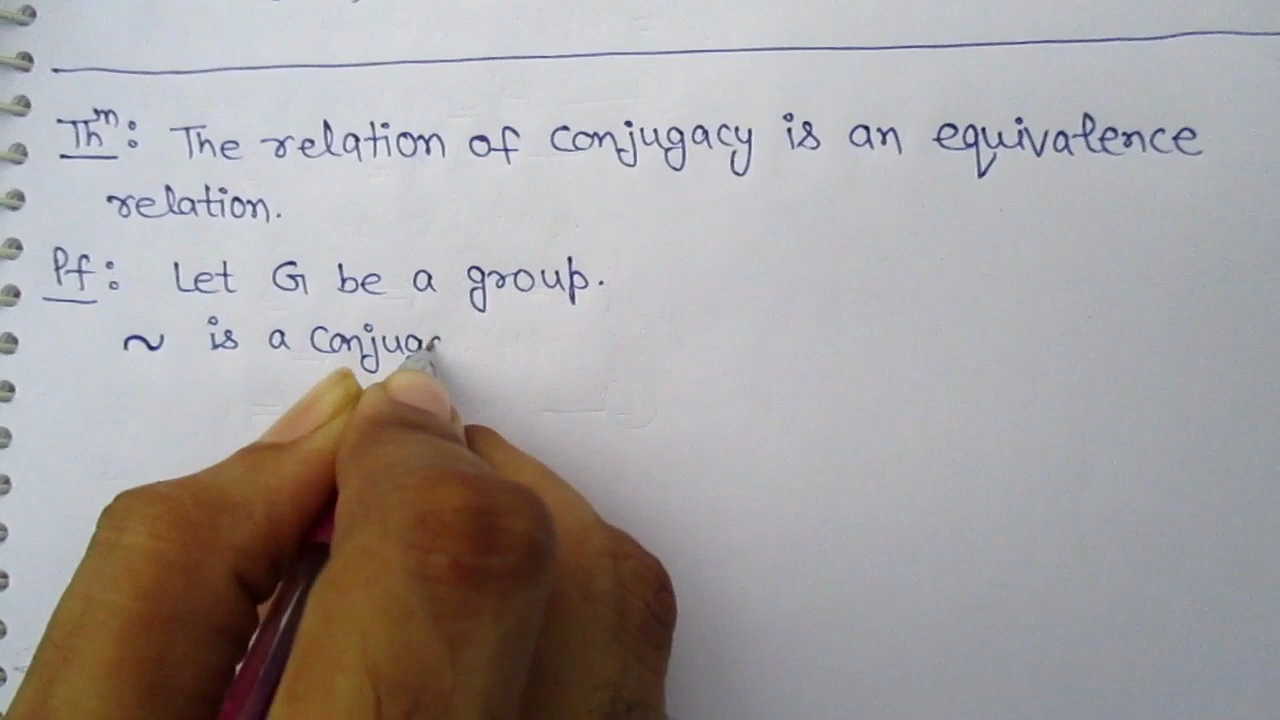 Thm: The relation of conjugacy is an equivalence
relation.
Pf: Let G be a group.
~ is a